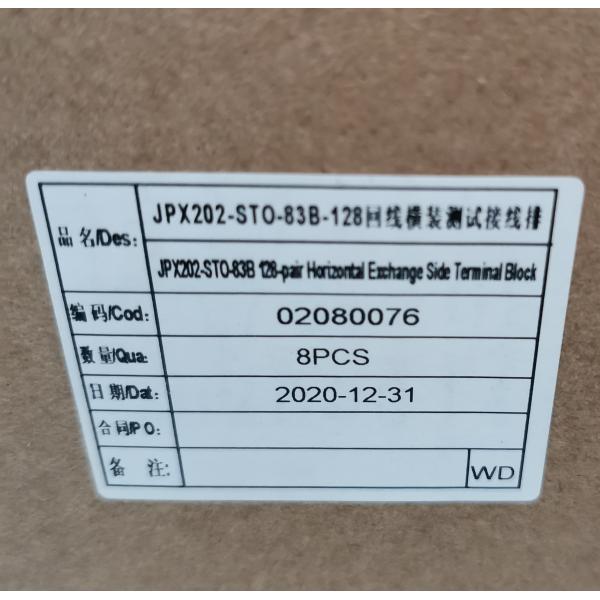 品名/Des:
JPX202-STO-83B-128回线横装测试接线排
JPX202-STO-83B 128-pair Horizontal Exchange Side Terminal Block
编码/Cod: 02080076
数量/Qua: 8PCS
日期/Dat: 2020-12-31
合同/PO:
备注: WD